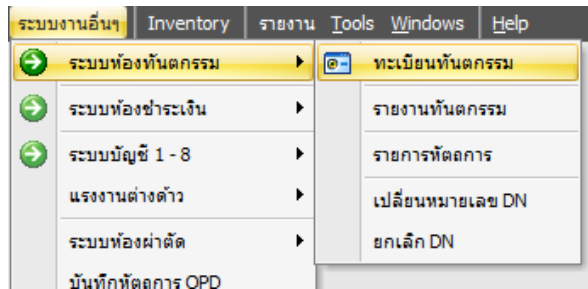 ระบบงานอื่นๆ Inventory รายงาน Tools Windows Help
ระบบห้องทันตกรรม
ทะเบียนทันตกรรม
ระบบห้องชำระเงิน
รายงานทันตกรรม
ระบบบัญชี 1 - 8
รายการหัตถการ
แรงงานต่างด้าว
เปลี่ยนหมายเลข DN
ระบบห้องผ่าตัด
ยกเลิก DN
บันทึกหัตถการ OPD